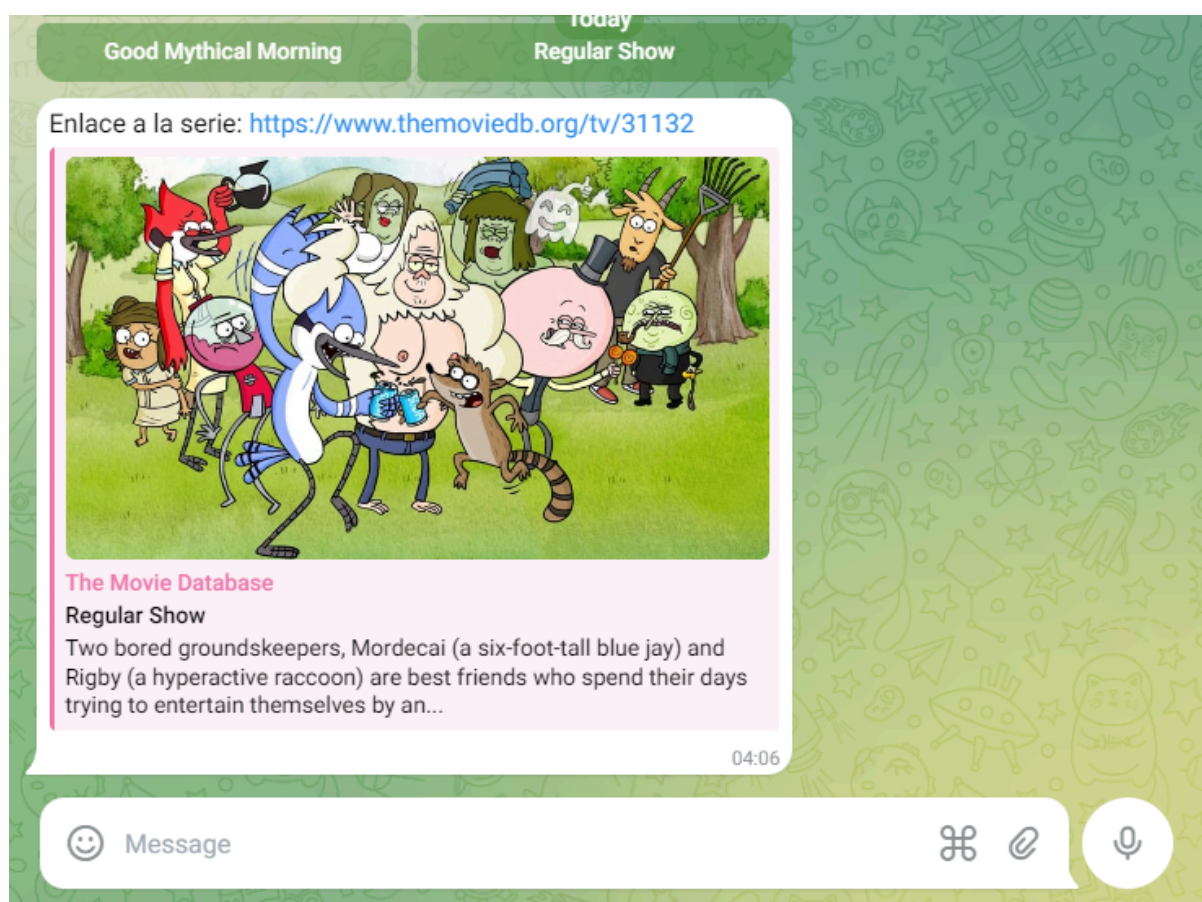 Today
Good Mythical Morning
Regular Show
E=mc²
Enlace a la serie: https://www.themoviedb.org/tv/31132
The Movie Database
Regular Show
Two bored groundskeepers, Mordecai (a six-foot-tall blue jay) and
Rigby (a hyperactive raccoon) are best friends who spend their days
trying to entertain themselves by an...
04:06
Message